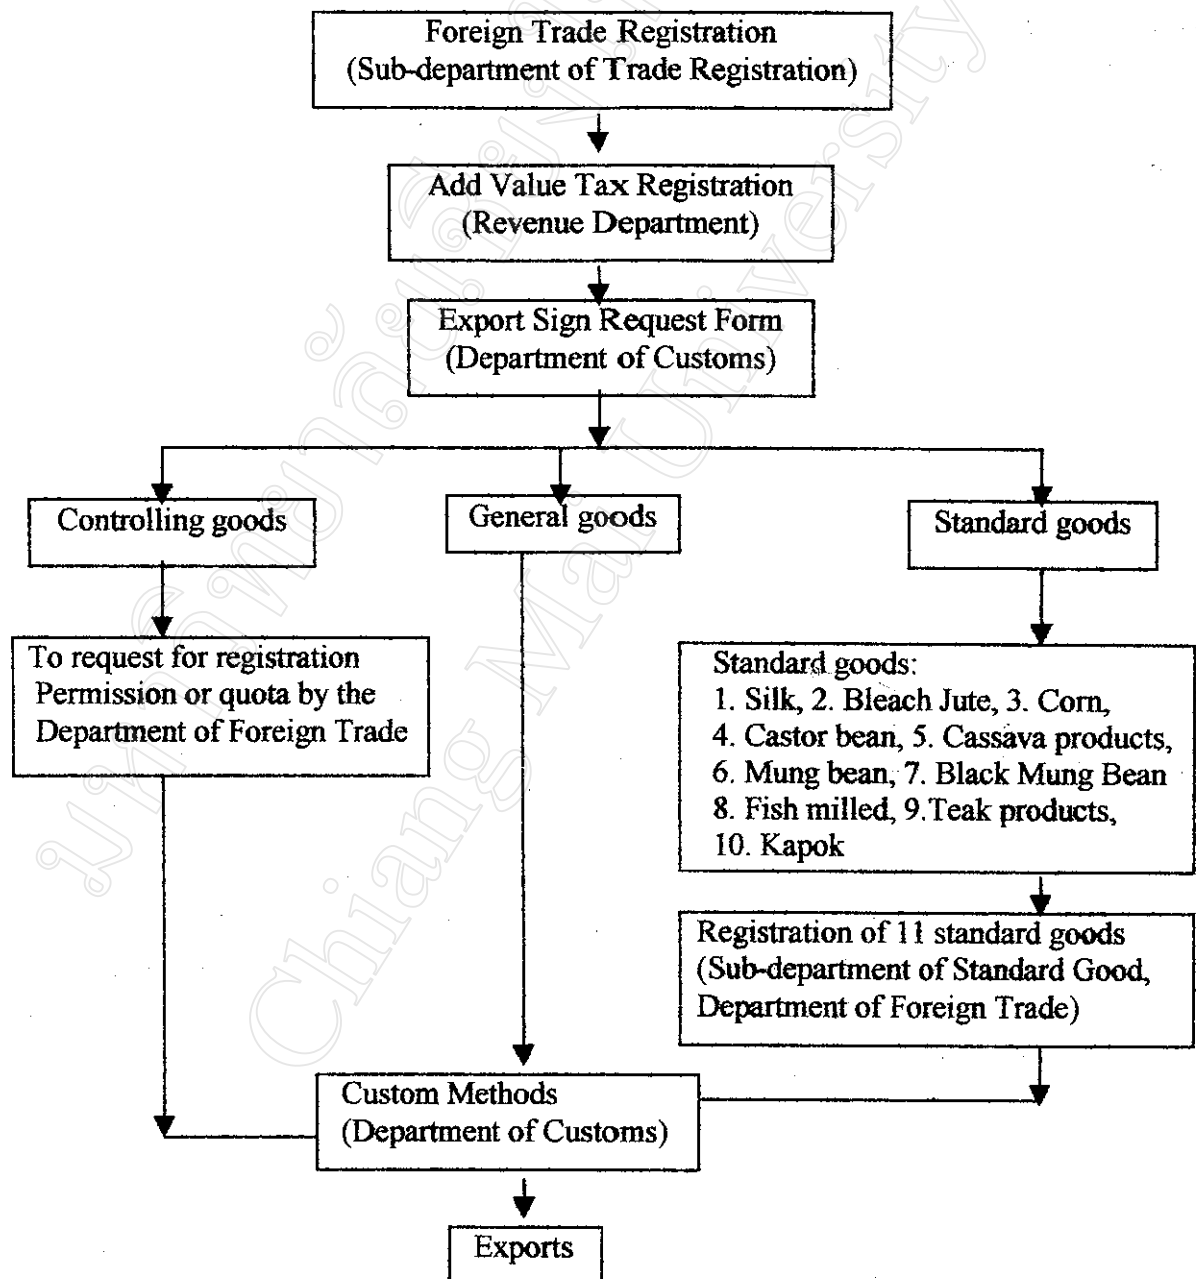 Foreign Trade Registration
(Sub-department of Trade Registration)
Add Value Tax Registration
(Revenue Department)
Export Sign Request Form
(Department of Customs)
Controlling goods
General goods
Standard goods
To request for registration
Permission or quota by the
Department of Foreign Trade
Standard goods:
1. Silk, 2. Bleach Jute, 3. Corn,
4. Castor bean, 5. Cassava products,
6. Mung bean, 7. Black Mung Bean
8. Fish milled, 9.Teak products,
10. Kapok
Registration of 11 standard goods
(Sub-department of Standard Good,
Department of Foreign Trade)
Custom Methods
(Department of Customs)
Exports
Chiang Mai University